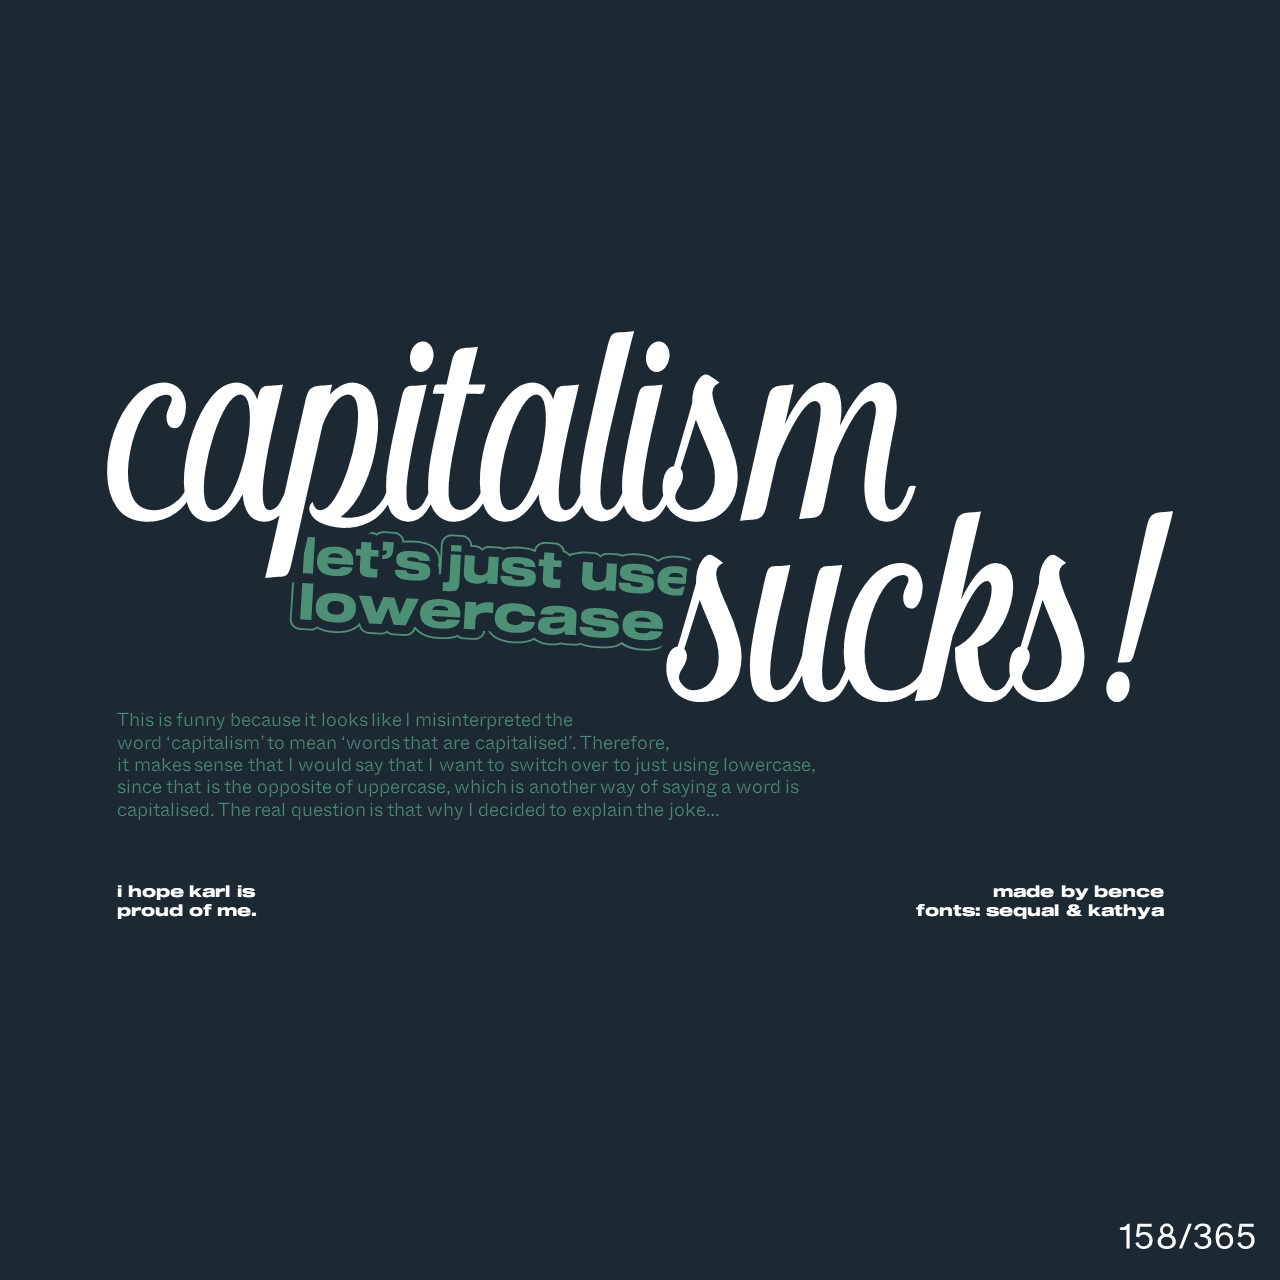 capitalism
let’s just use
lowercase
sucks!
This is funny because it looks like I misinterpreted the
word ‘capitalism’ to mean ‘words that are capitalised’. Therefore,
it makes sense that I would say that I want to switch over to just using lowercase,
since that is the opposite of uppercase, which is another way of saying a word is
capitalised. The real question is that why I decided to explain the joke...
i hope karl is
proud of me.
made by bence
fonts: sequal & kathya
158/365